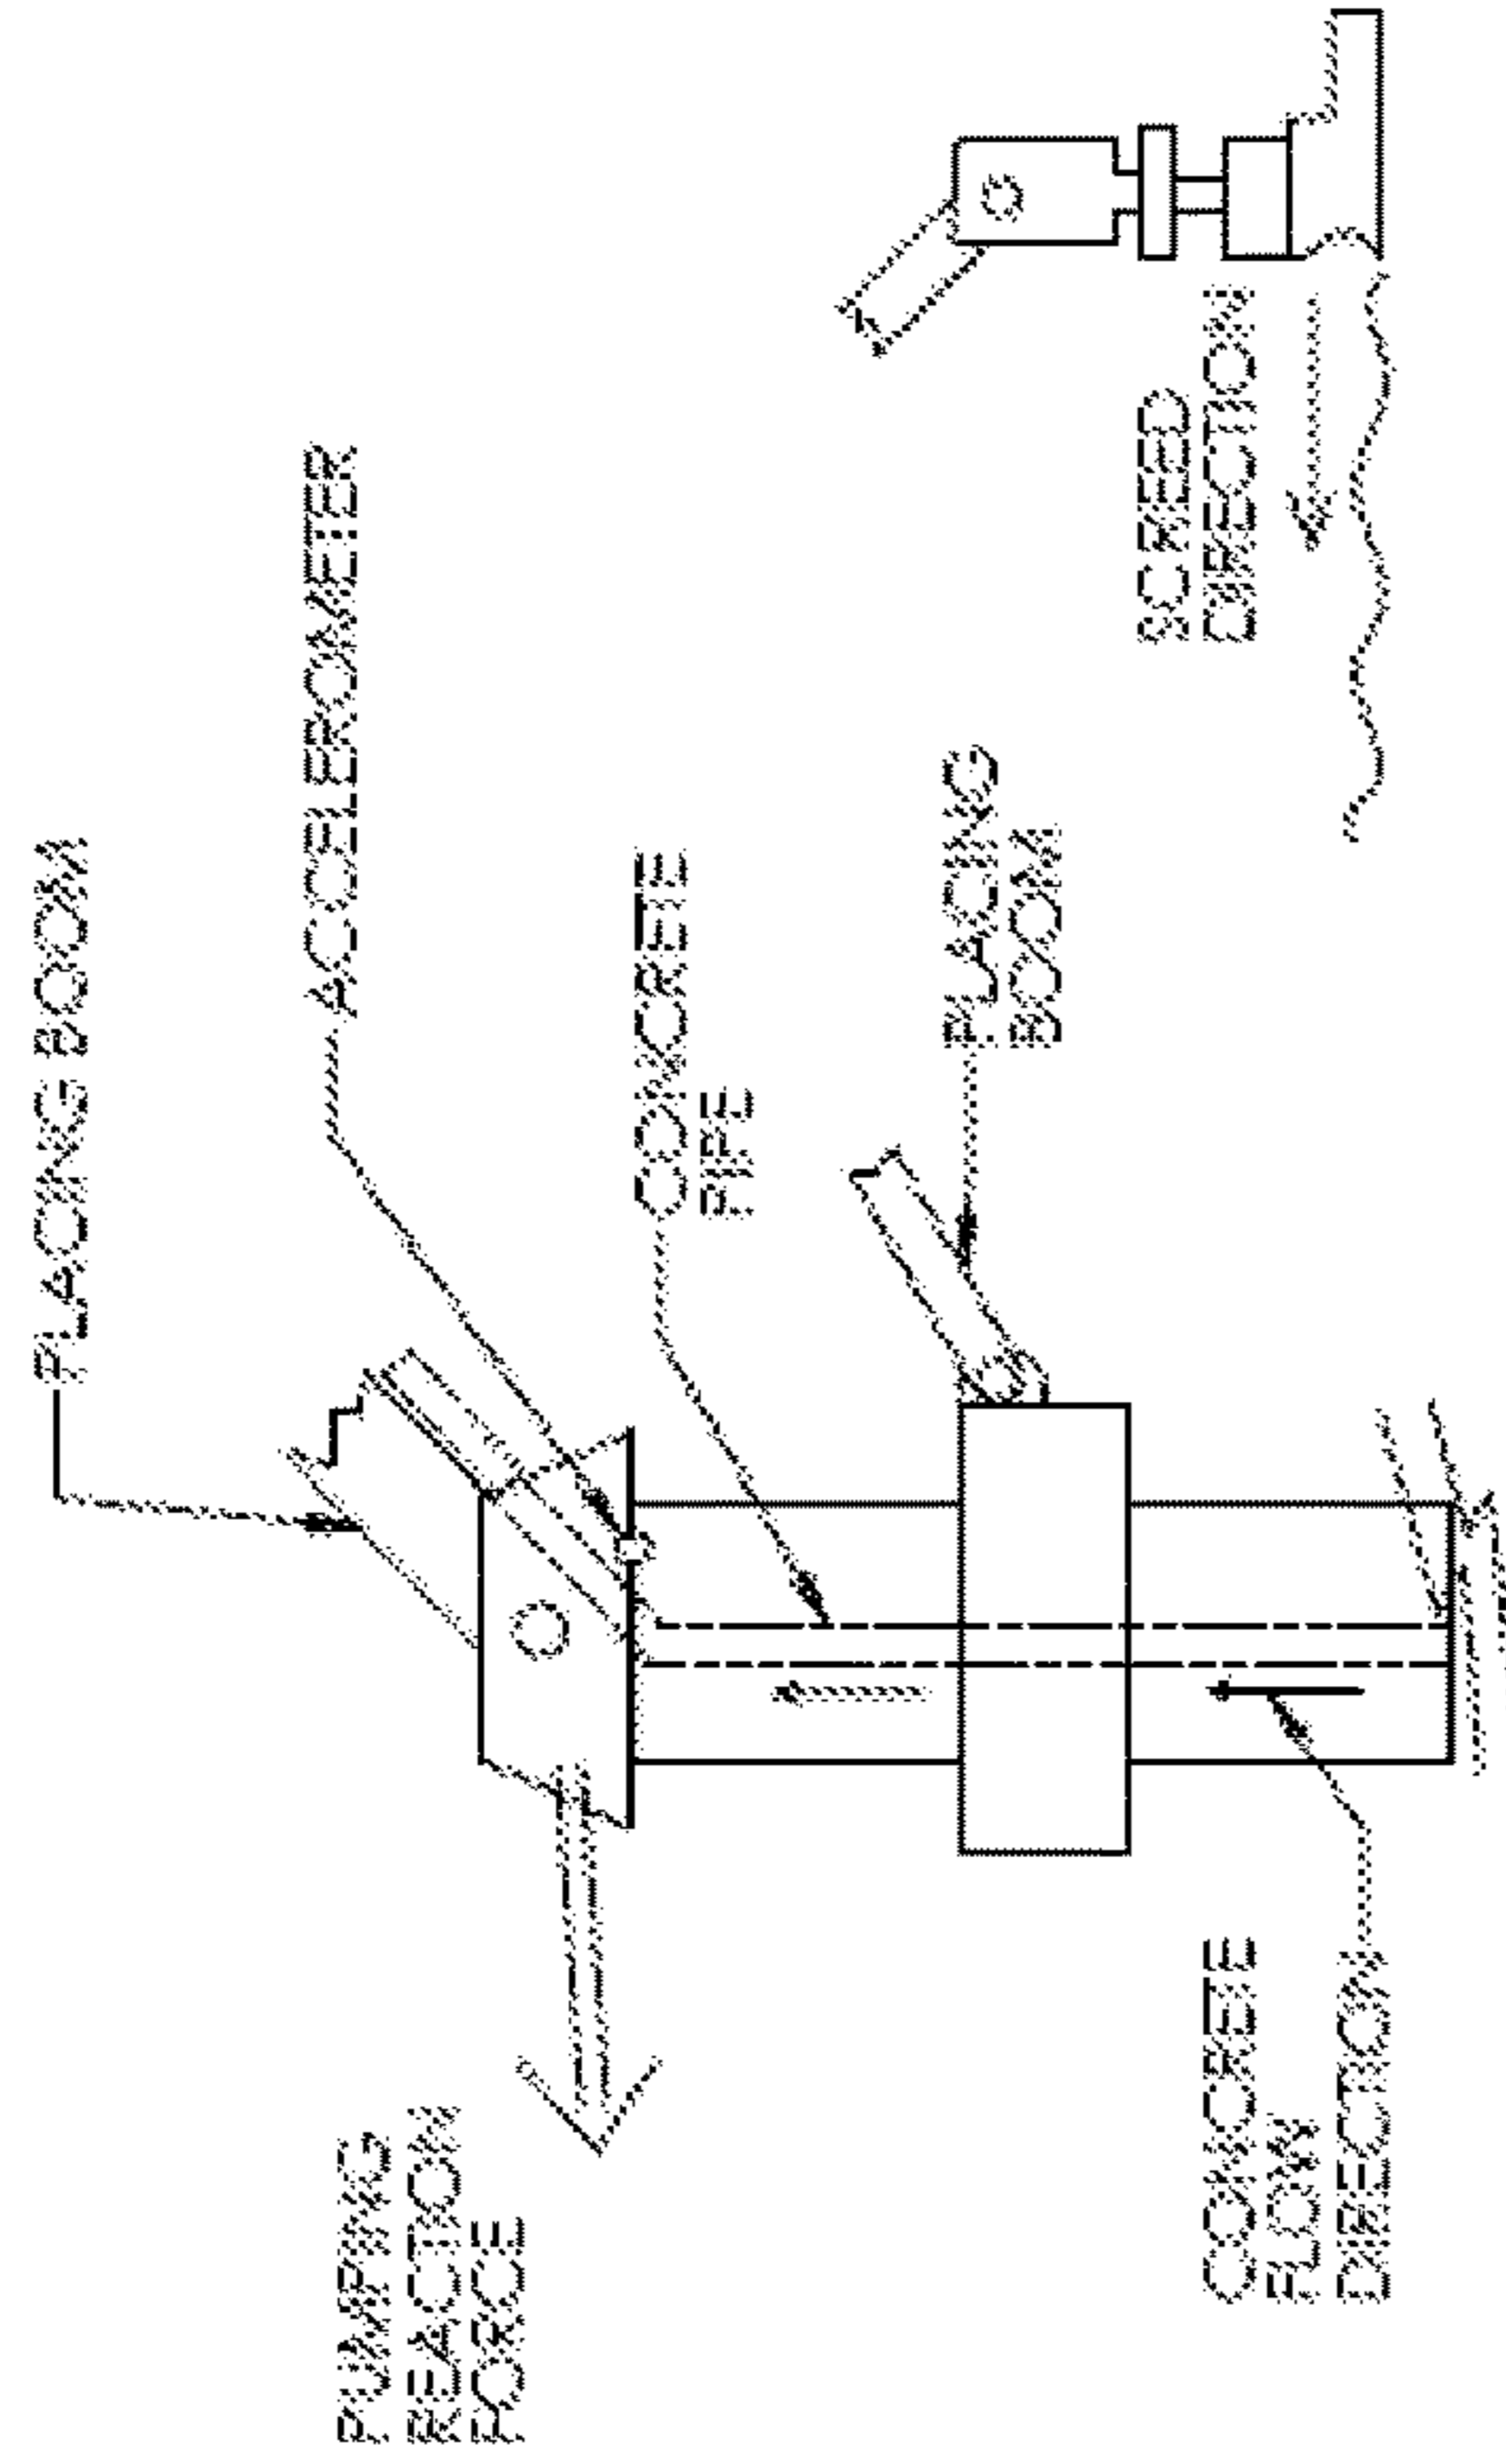 PLACING BOOM
ACCELEROMETER
PUMPING
REACTION
FORCE
CONCRETE
PIPE
PLACING
BOOM
SCREED
DIRECTION
CONCRETE
FLOW
DIRECTION